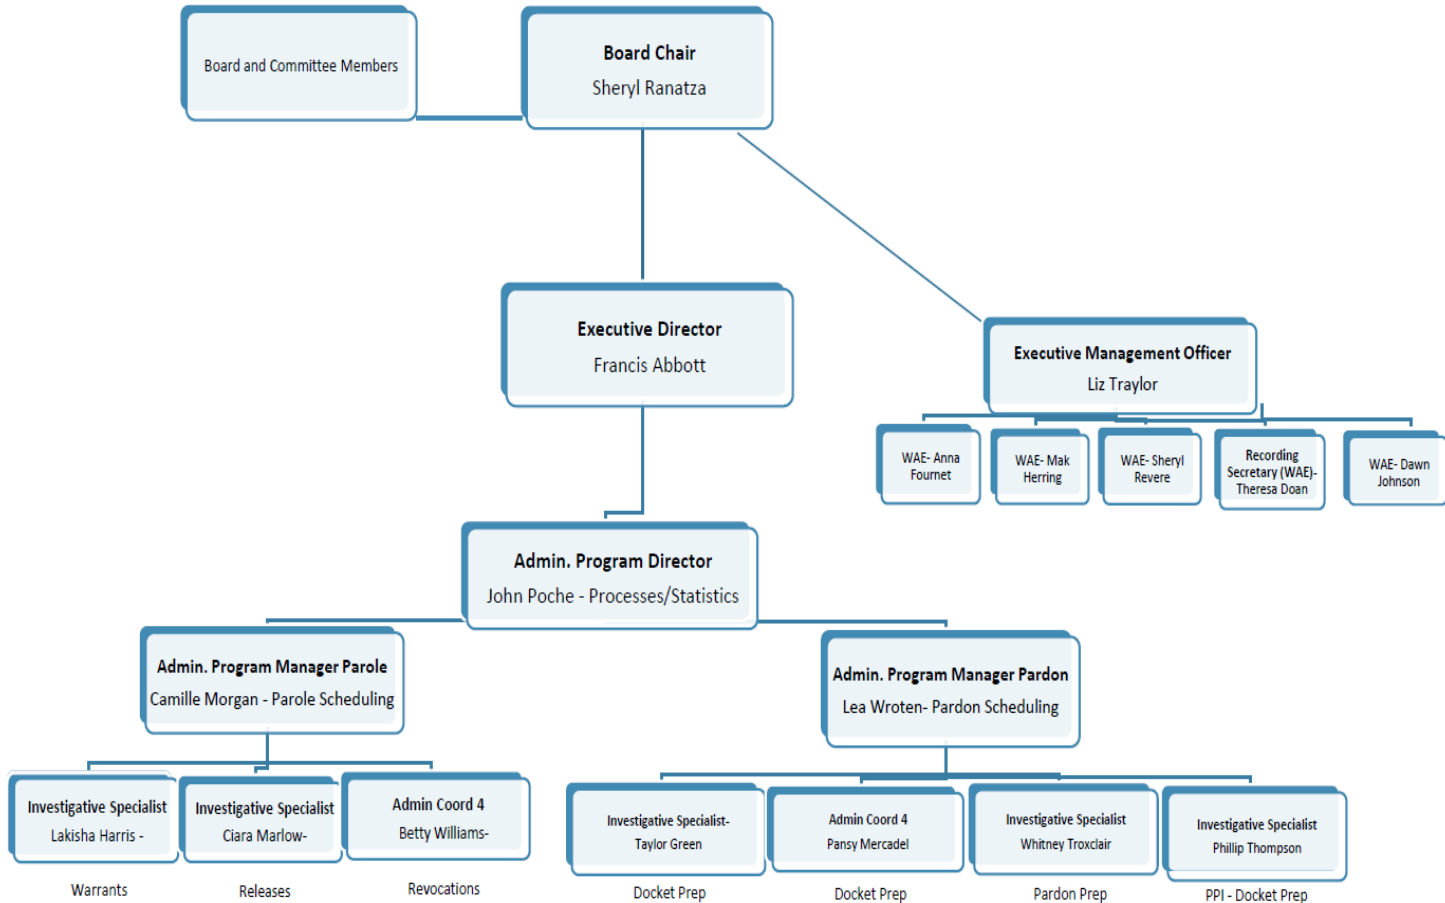 Board and Committee Members
Board Chair
Sheryl Ranatza
Executive Director
Francis Abbott
Executive Management Officer
Liz Traylor
WAE- Anna
Fournet
WAE- Mak
Herring
WAE- Sheryl
Revere
Recording
Secretary (WAE)-
Theresa Doan
WAE- Dawn
Johnson
Admin. Program Director
John Poche - Processes/Statistics
Admin. Program Manager Parole
Camille Morgan - Parole Scheduling
Admin. Program Manager Pardon
Lea Wroten- Pardon Scheduling
Investigative Specialist
Lakisha Harris -
Warrants
Investigative Specialist
Ciara Marlow-
Releases
Admin Coord 4
Betty Williams-
Revocations
Investigative Specialist-
Taylor Green
Docket Prep
Admin Coord 4
Pansy Mercadel
Docket Prep
Investigative Specialist
Whitney Troxclair
Pardon Prep
Investigative Specialist
Phillip Thompson
PPI - Docket Prep